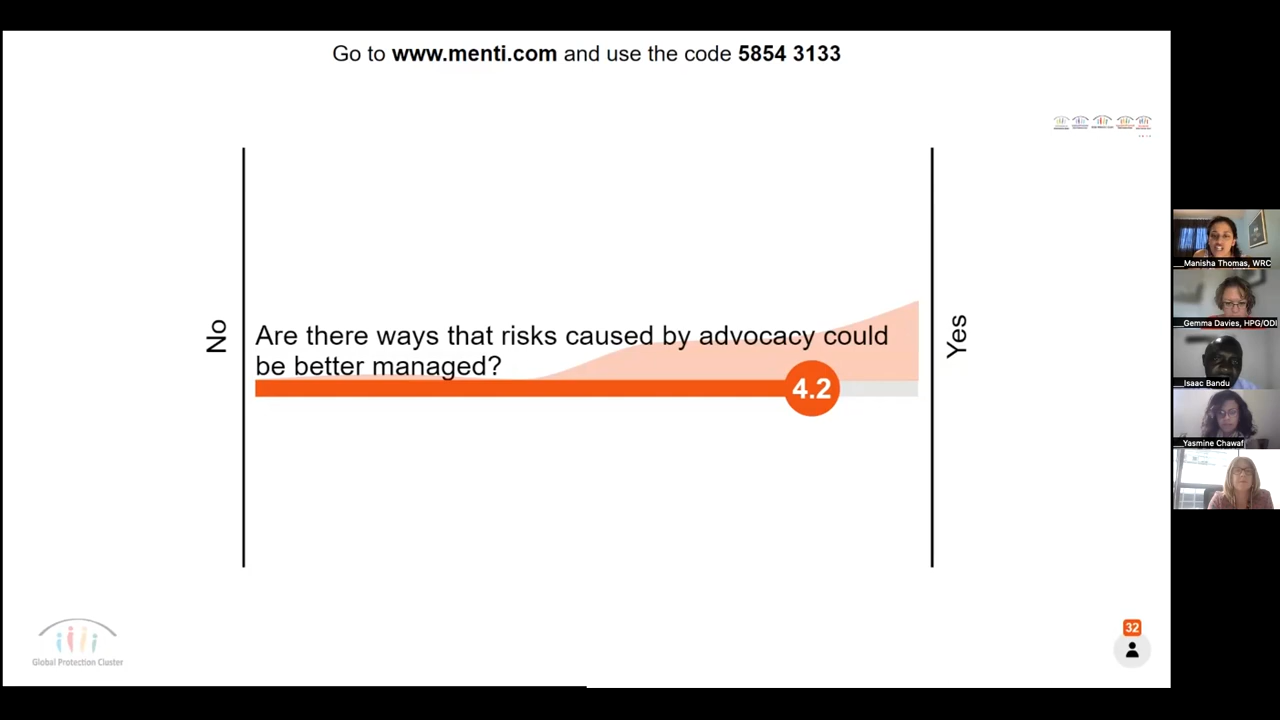 Go to www.menti.com and use the code 5854 3133
No
Are there ways that risks caused by advocacy could
be better managed?
4.2
Yes
Manisha Thomas, WRC
Gemma Davies, HPG/ODI
Isaac Bandu
Yasmine Chawaf
Global Protection Cluster
32